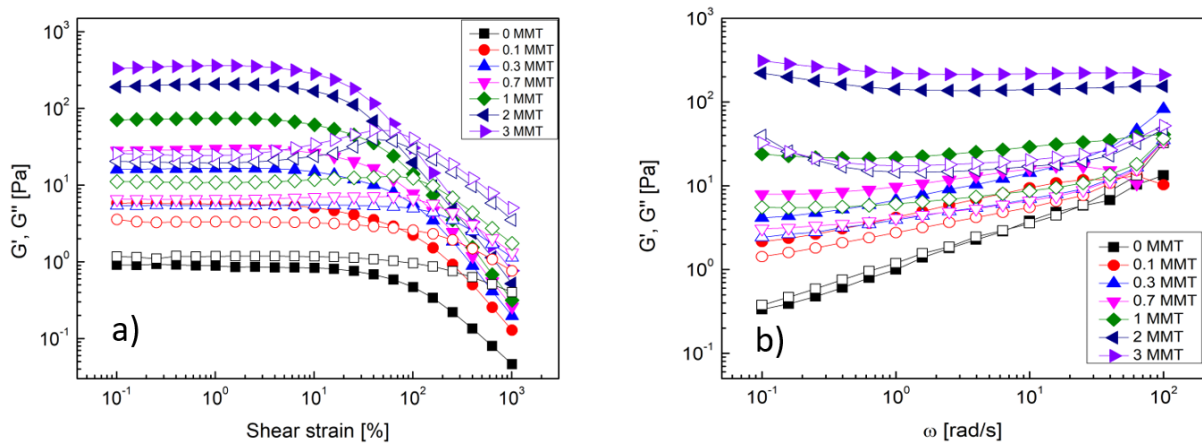 10³
10²
10¹
10⁰
10⁻¹
G', G" [Pa]
10⁻¹ 10⁰ 10¹ 10² 10³
Shear strain [%]
0 MMT
0.1 MMT
0.3 MMT
0.7 MMT
1 MMT
2 MMT
3 MMT
a)
10³
10²
10¹
10⁰
10⁻¹
G', G" [Pa]
10⁻¹ 10⁰ 10¹ 10²
ω [rad/s]
0 MMT
0.1 MMT
0.3 MMT
0.7 MMT
1 MMT
2 MMT
3 MMT
b)